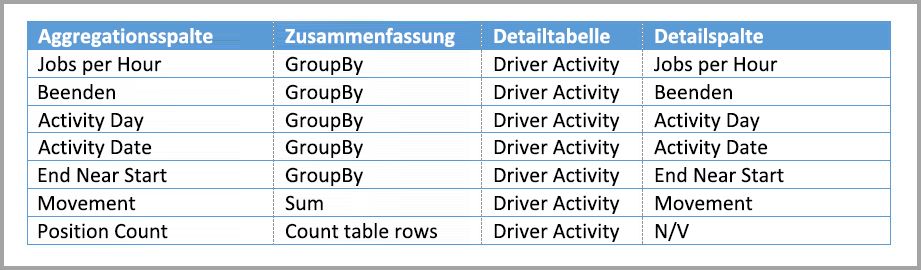 Aggregationsspalte Zusammenfassung Detailtabelle Detailspalte
Jobs per Hour GroupBy Driver Activity Jobs per Hour
Beenden GroupBy Driver Activity Beenden
Activity Day GroupBy Driver Activity Activity Day
Activity Date GroupBy Driver Activity Activity Date
End Near Start GroupBy Driver Activity End Near Start
Movement Sum Driver Activity Movement
Position Count Count table rows Driver Activity N/V